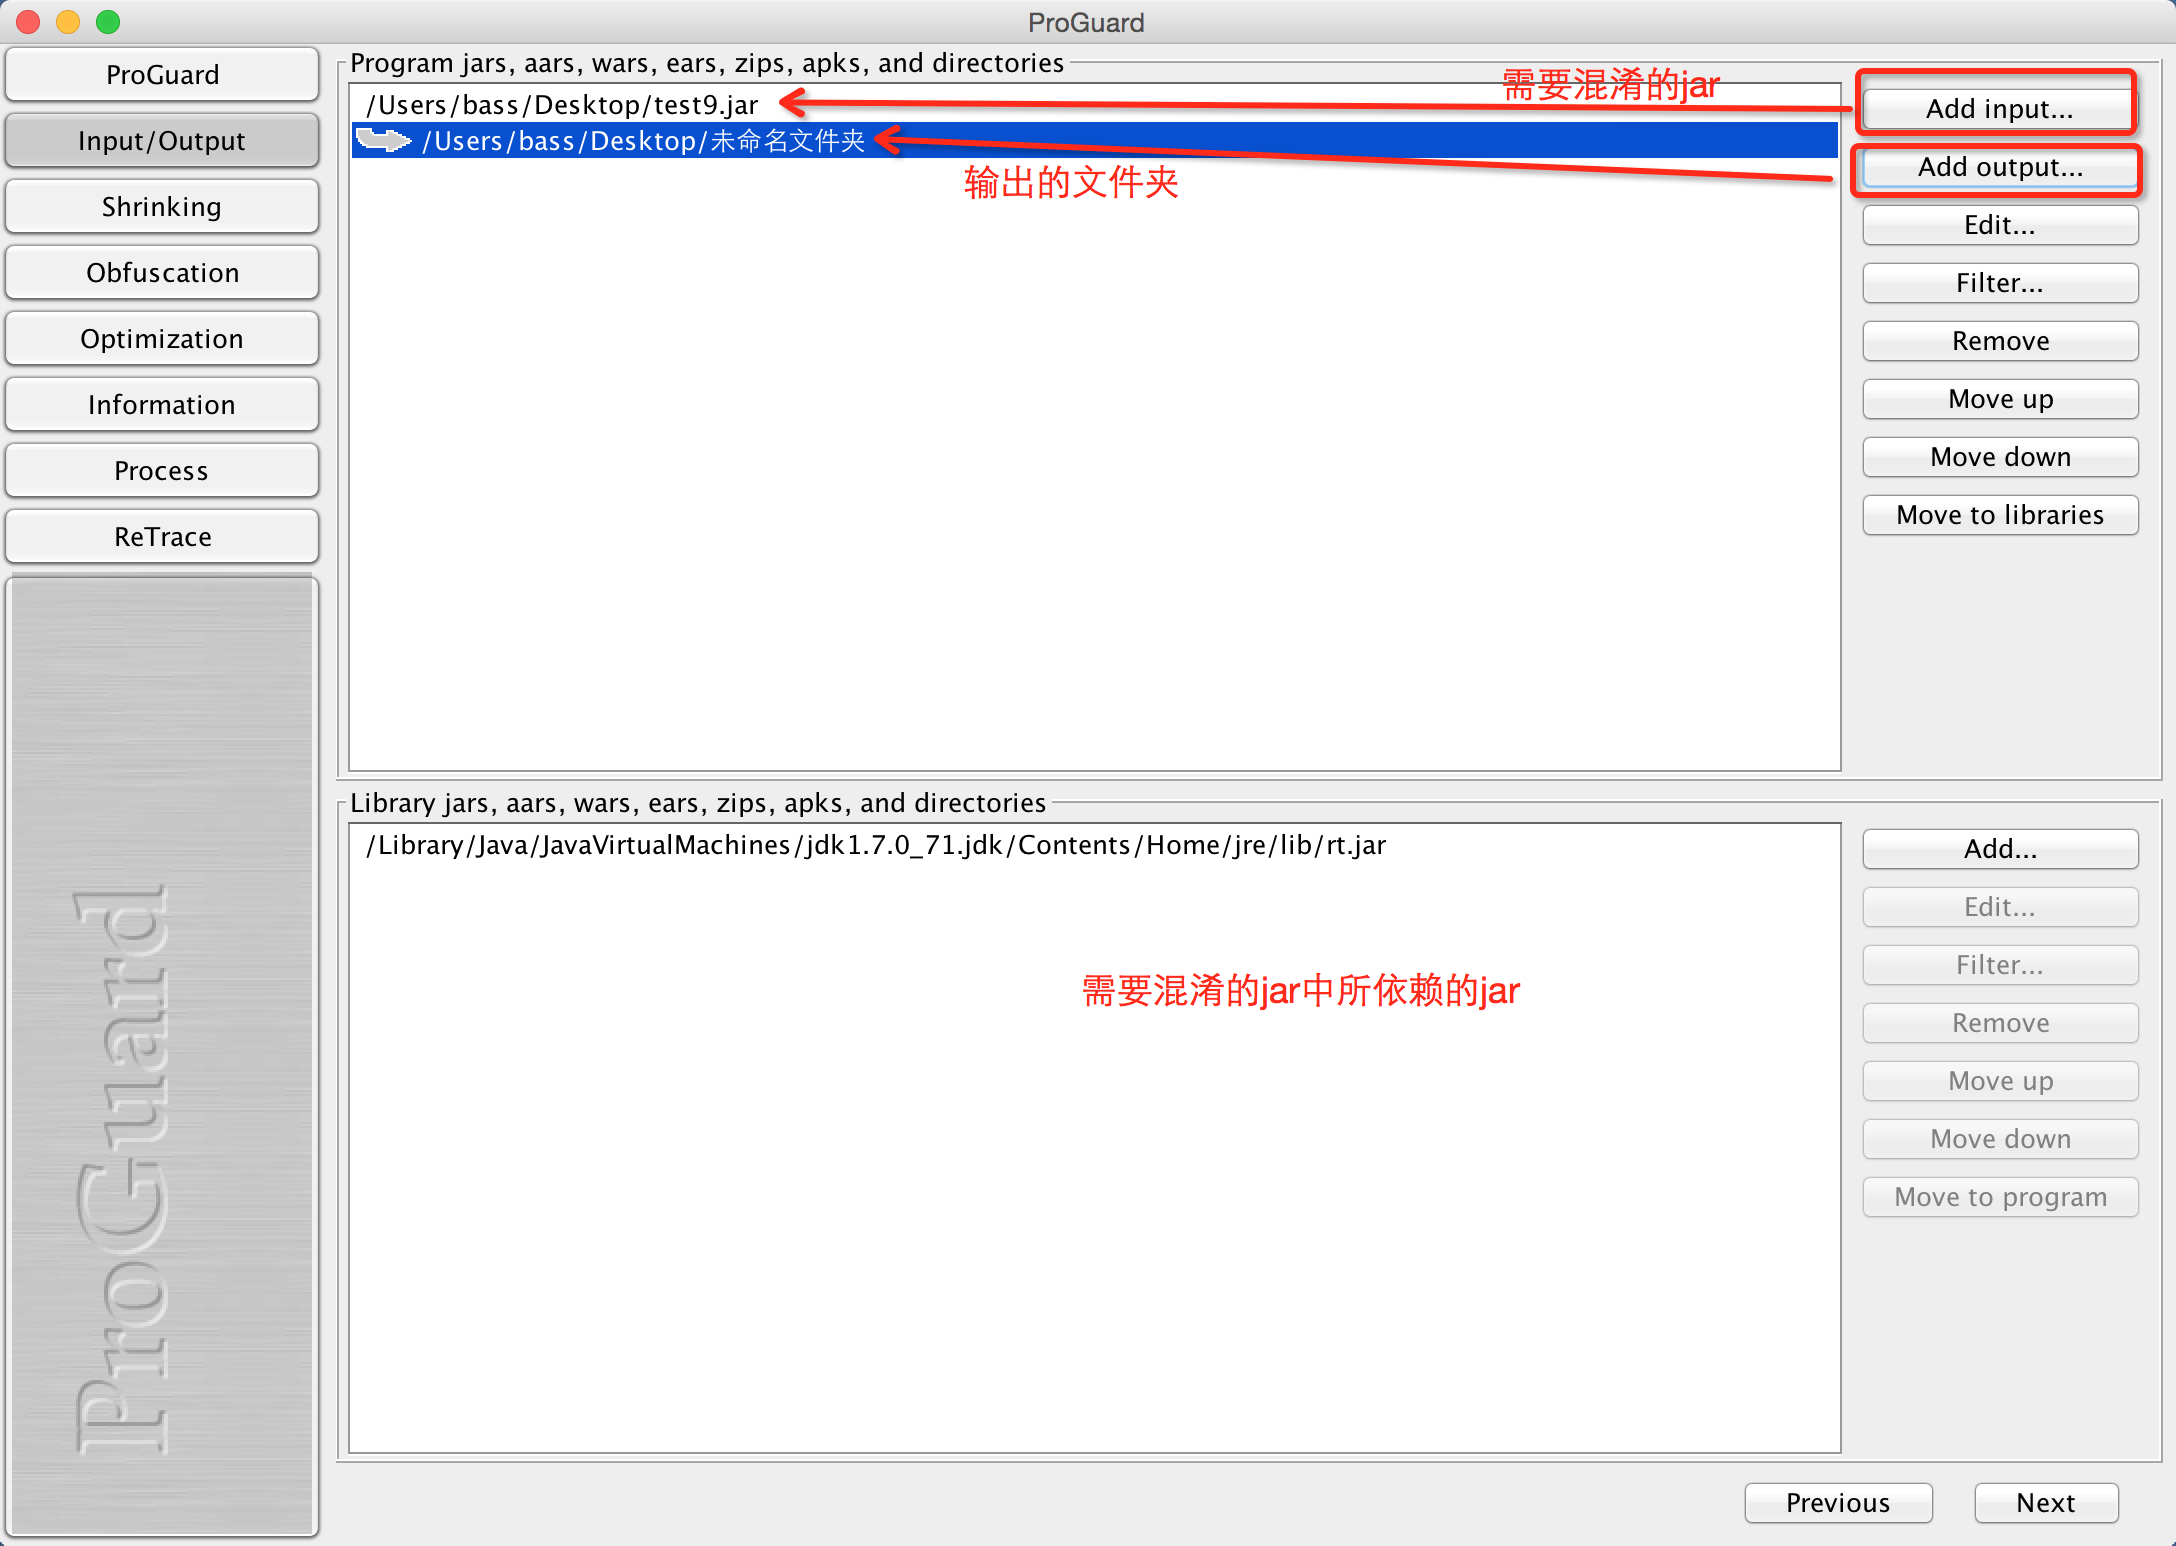 ProGuard
ProGuard
Input/Output
Shrinking
Obfuscation
Optimization
Information
Process
ReTrace
ProGuard
Program jars, aars, wars, ears, zips, apks, and directories
需要混淆的jar
/Users/bass/Desktop/test9.jar
/Users/bass/Desktop/未命名文件夹
输出的文件夹
Add input...
Add output...
Edit...
Filter...
Remove
Move up
Move down
Move to libraries
Library jars, aars, wars, ears, zips, apks, and directories
/Library/Java/JavaVirtualMachines/jdk1.7.0_71.jdk/Contents/Home/jre/lib/rt.jar
需要混淆的jar中所依赖的jar
Add...
Edit...
Filter...
Remove
Move up
Move down
Move to program
Previous
Next